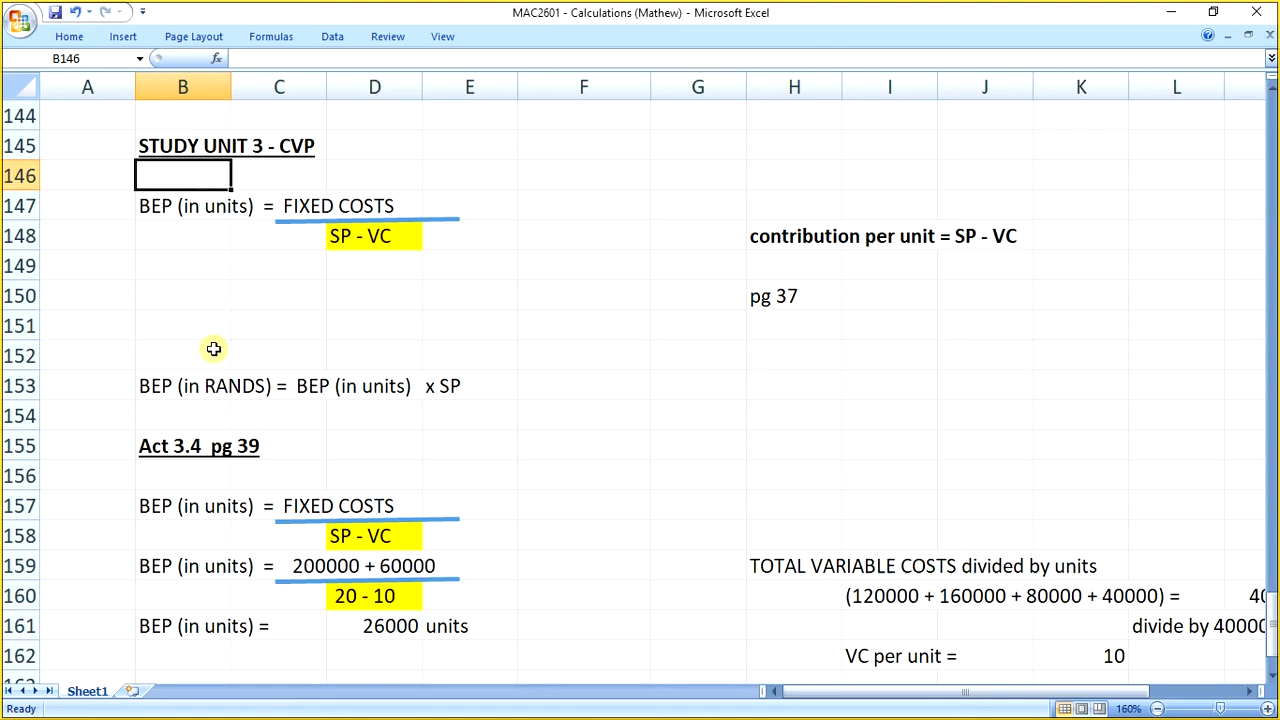 MAC2601 - Calculations (Mathew) - Microsoft Excel
Home Insert Page Layout Formulas Data Review View
B146 fx
A B C D E F G H I J K L
144
145 STUDY UNIT 3 - CVP
146
147 BEP (in units) = FIXED COSTS
148 SP - VC contribution per unit = SP - VC
149
150 pg 37
151
152
153 BEP (in RANDS) = BEP (in units) x SP
154
155 Act 3.4 pg 39
156
157 BEP (in units) = FIXED COSTS
158 SP - VC
159 BEP (in units) = 200000 + 60000 TOTAL VARIABLE COSTS divided by units
160 20 - 10 (120000 + 160000 + 80000 + 40000) = 40
161 BEP (in units) = 26000 units divide by 40000
162 VC per unit = 10
Sheet1
Ready 160%